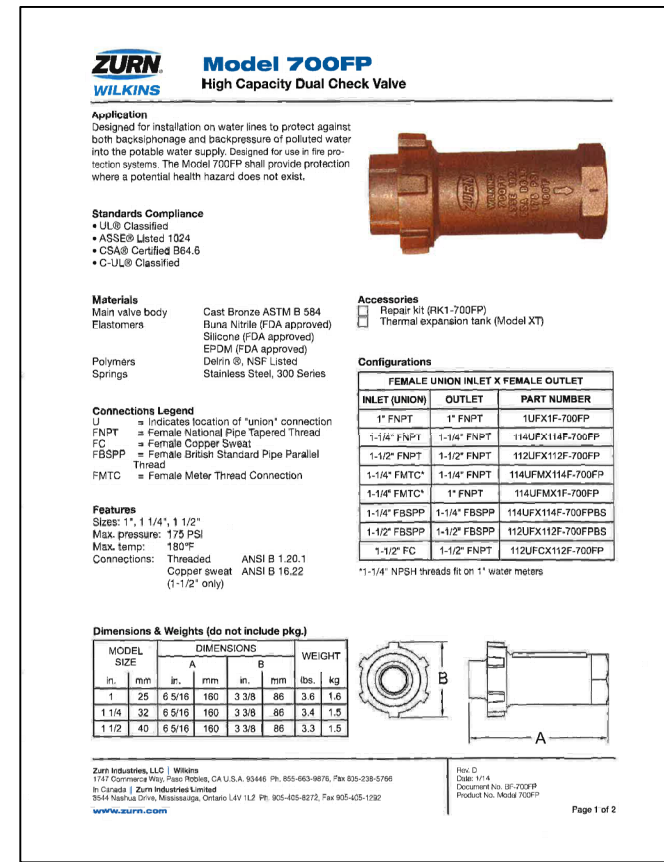 ZURN
WILKINS
Model 700FP
High Capacity Dual Check Valve
Application
Designed for installation on water lines to protect against
both backsiphonage and backpressure of polluted water
into the potable water supply. Designed for use in fire pro-
tection systems. The Model 700FP shall provide protection
where a potential health hazard does not exist.
Standards Compliance
• UL® Classified
• ASSE® Listed 1024
• CSA® Certified B64.6
• C-UL® Classified
Materials
Main valve body Cast Bronze ASTM B 584
Elastomers Buna Nitrile (FDA approved)
Silicone (FDA approved)
EPDM (FDA approved)
Polymers Delrin ®, NSF Listed
Springs Stainless Steel, 300 Series
Connections Legend
U = Indicates location of "union" connection
FNPT = Female National Pipe Tapered Thread
FC = Female Copper Sweat
FBSPP = Female British Standard Pipe Parallel
Thread
FMTC = Female Meter Thread Connection
Features
Sizes: 1", 1 1/4", 1 1/2"
Max. pressure: 175 PSI
Max. temp: 180°F
Connections: Threaded ANSI B 1.20.1
Copper sweat ANSI B 16.22
(1-1/2" only)
ZURN
WILKINS
700FP
ASSE 1024
Accessories
Repair kit (RK1-700FP)
Thermal expansion tank (Model XT)
Configurations
FEMALE UNION INLET X FEMALE OUTLET
INLET (UNION) OUTLET PART NUMBER
1" FNPT 1" FNPT 1UFX1F-700FP
1-1/4" FNPT 1-1/4" FNPT 114UFX114F-700FP
1-1/2" FNPT 1-1/2" FNPT 112UFX112F-700FP
1-1/4" FMTC* 1-1/4" FNPT 114UFMX114F-700FP
1-1/4" FMTC* 1" FNPT 114UFMX1F-700FP
1-1/4" FBSPP 1-1/4" FBSPP 114UFX114F-700FPBS
1-1/2" FBSPP 1-1/2" FBSPP 112UFX112F-700FPBS
1-1/2" FC 1-1/2" FNPT 112UFCX112F-700FP
*1-1/4" NPSH threads fit on 1" water meters
Dimensions & Weights (do not include pkg.)
MODEL SIZE DIMENSIONS WEIGHT
A B
in. mm in. mm in. mm lbs. kg
1 25 6 5/16 160 3 3/8 86 3.6 1.6
1 1/4 32 6 5/16 160 3 3/8 86 3.4 1.5
1 1/2 40 6 5/16 160 3 3/8 86 3.3 1.5
B
A
Zurn Industries, LLC | Wilkins
1747 Commerce Way, Paso Robles, CA U.S.A. 93446 Ph. 855-663-9876, Fax 805-238-5766
In Canada | Zurn Industries Limited
3544 Nashua Drive, Mississauga, Ontario L4V 1L2 Ph. 905-405-8272, Fax 905-405-1292
www.zurn.com
Rev. D
Date: 1/14
Document No. BF-700FP
Product No. Model 700FP
Page 1 of 2